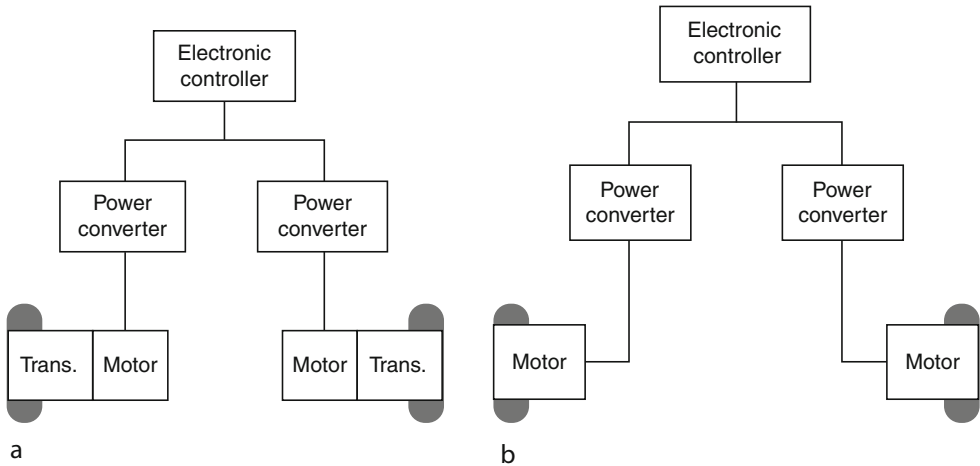 Electronic
controller
Power
converter
Power
converter
Trans.
Motor
Motor
Trans.
a
Electronic
controller
Power
converter
Power
converter
Motor
Motor
b